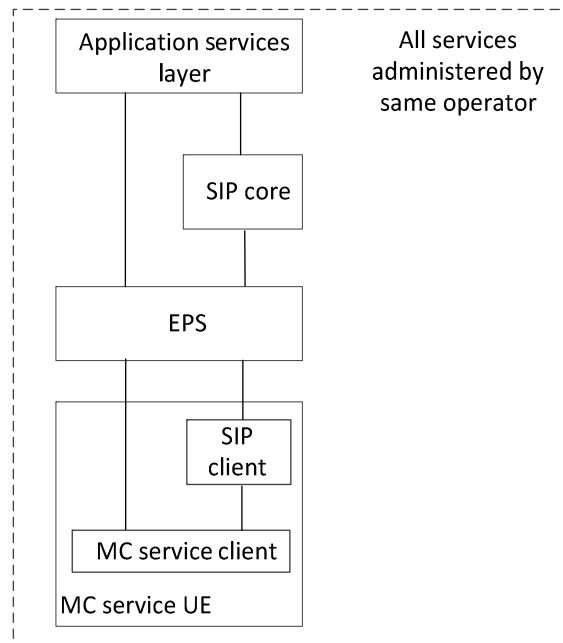 Application services
layer
All services
administered by
same operator
SIP core
EPS
SIP
client
MC service client
MC service UE